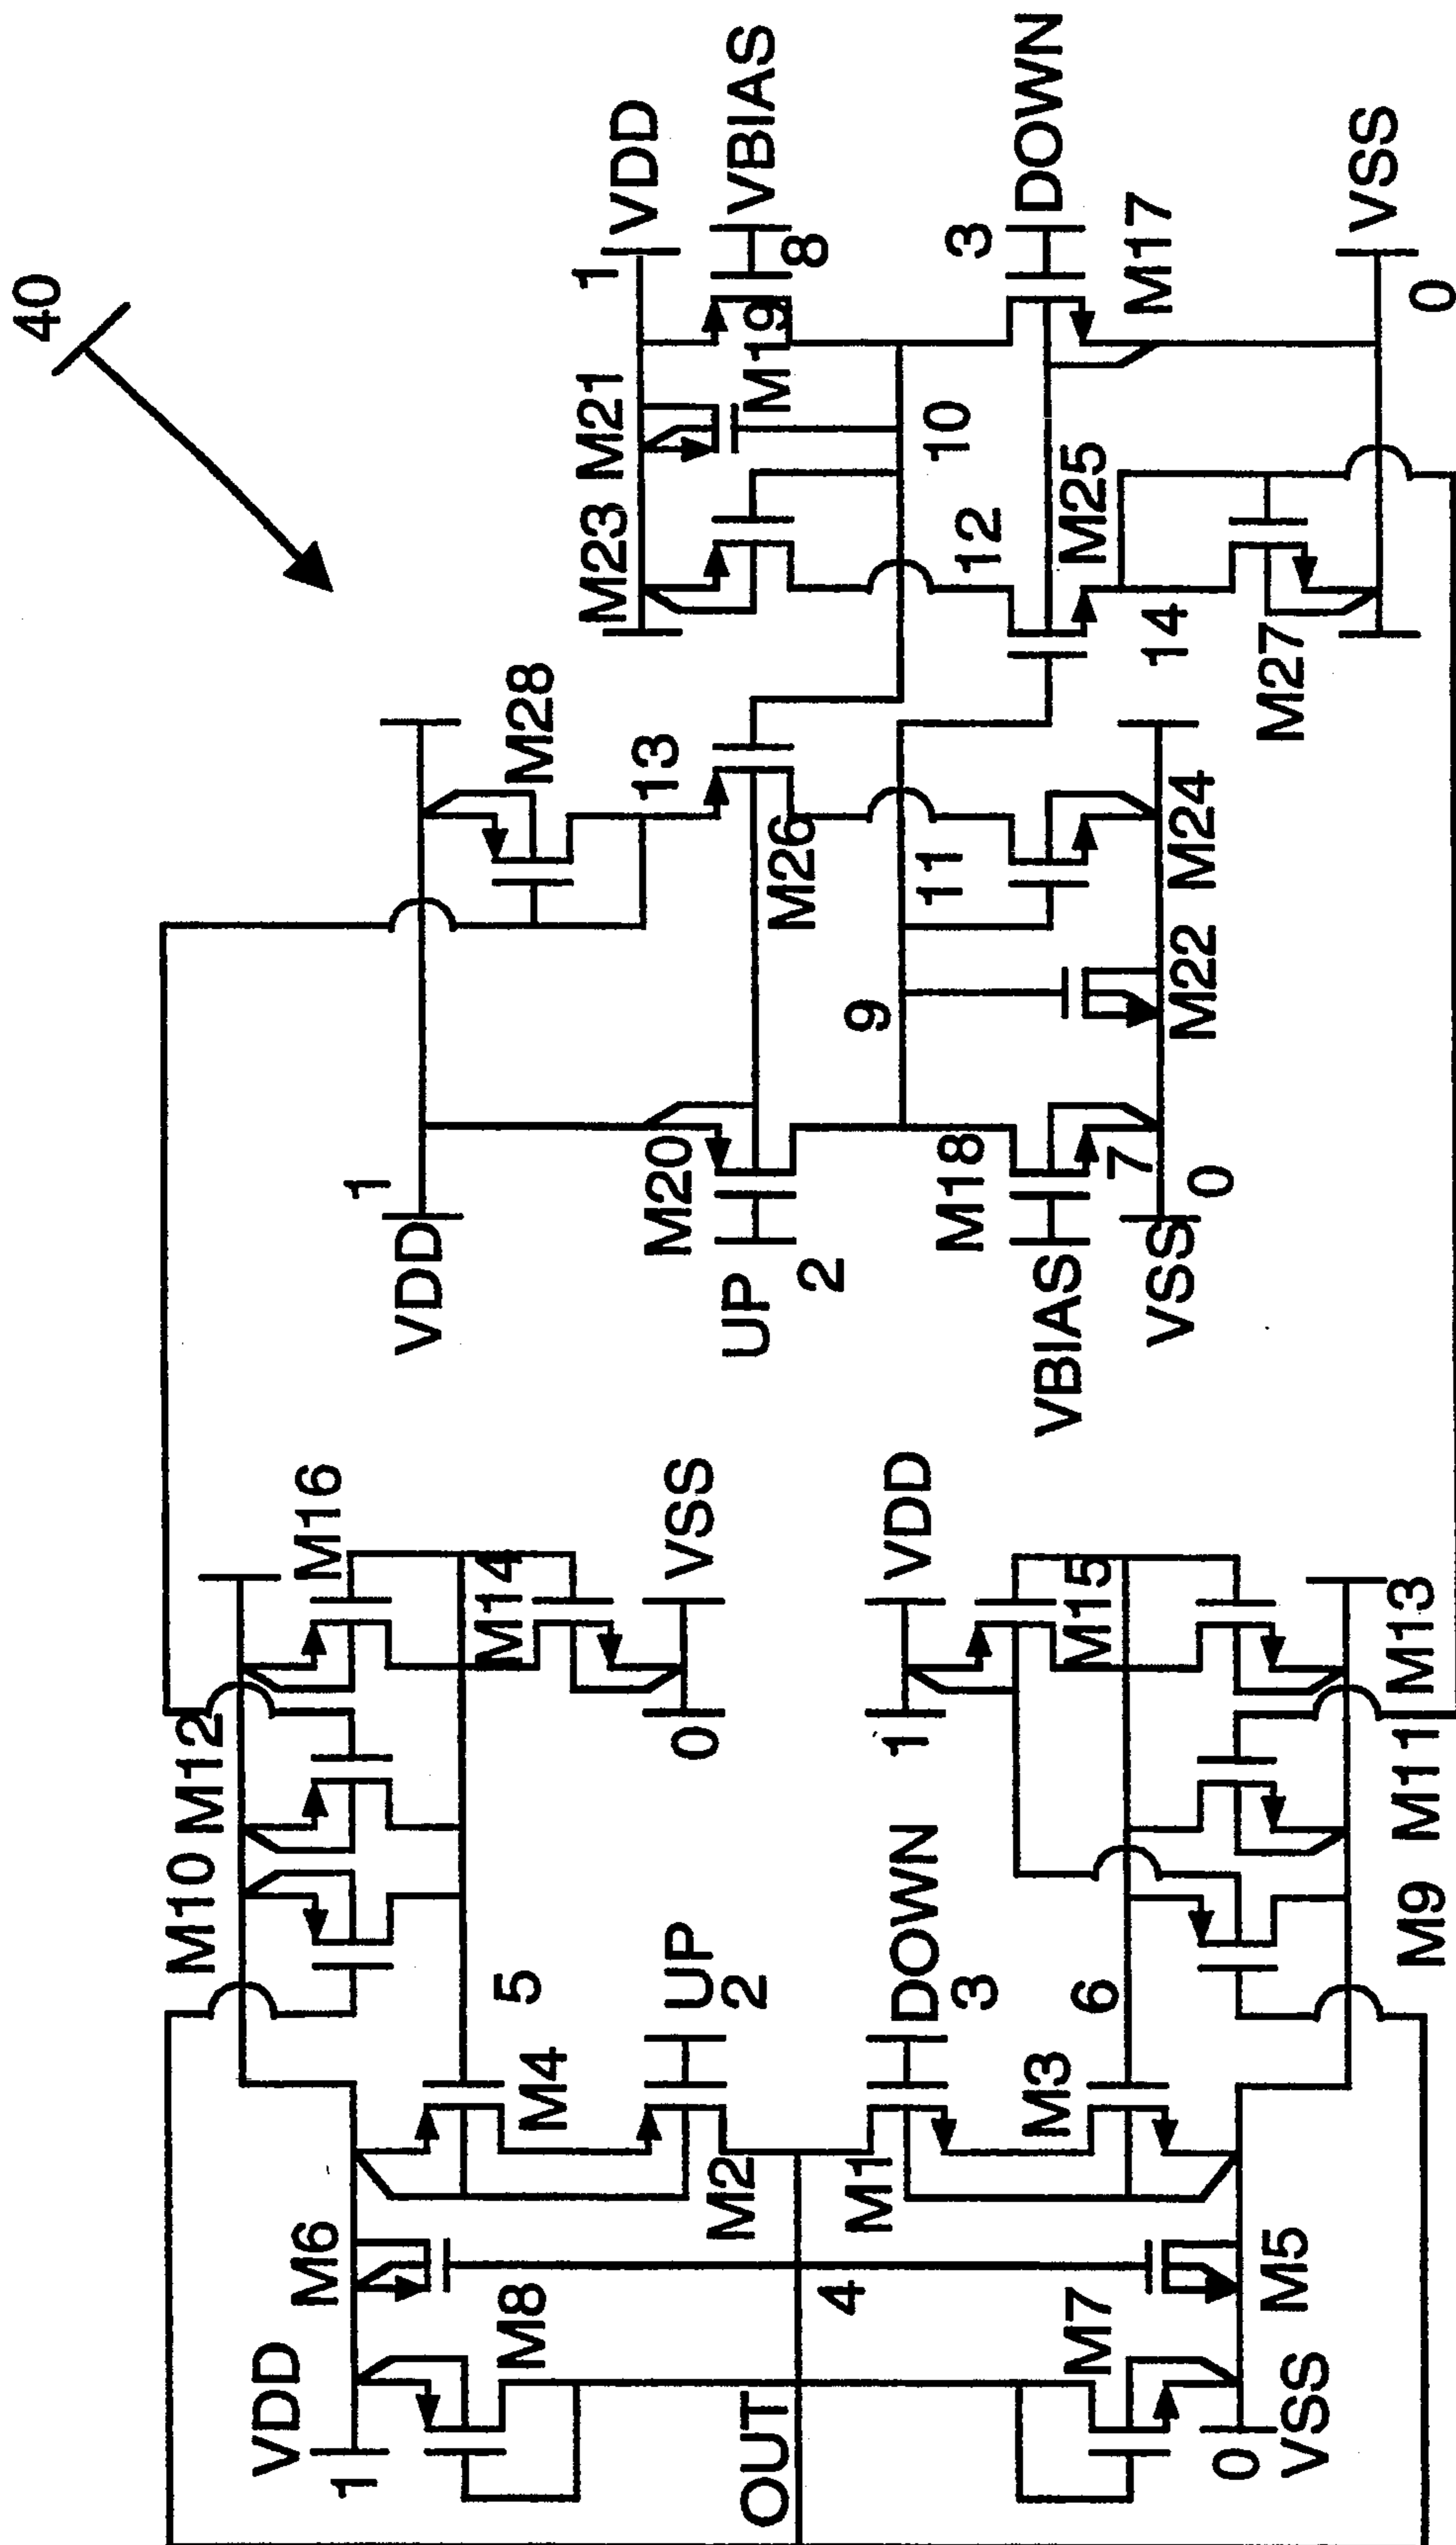 40
VDD
1
M6
M8
OUT
4
M7
M5
0
VSS
M10
M12
M16
5
M4
M14
UP
2
VSS
0
M2
M1
DOWN
3
VDD
1
M3
6
M15
M9
M11
M13
VDD
1
M20
UP
2
M18
VBIAS
7
VSS
0
9
M22
M24
11
M26
13
M28
M23
M21
1
VDD
M19
8
VBIAS
10
12
M25
3
DOWN
M17
14
M27
VSS
0